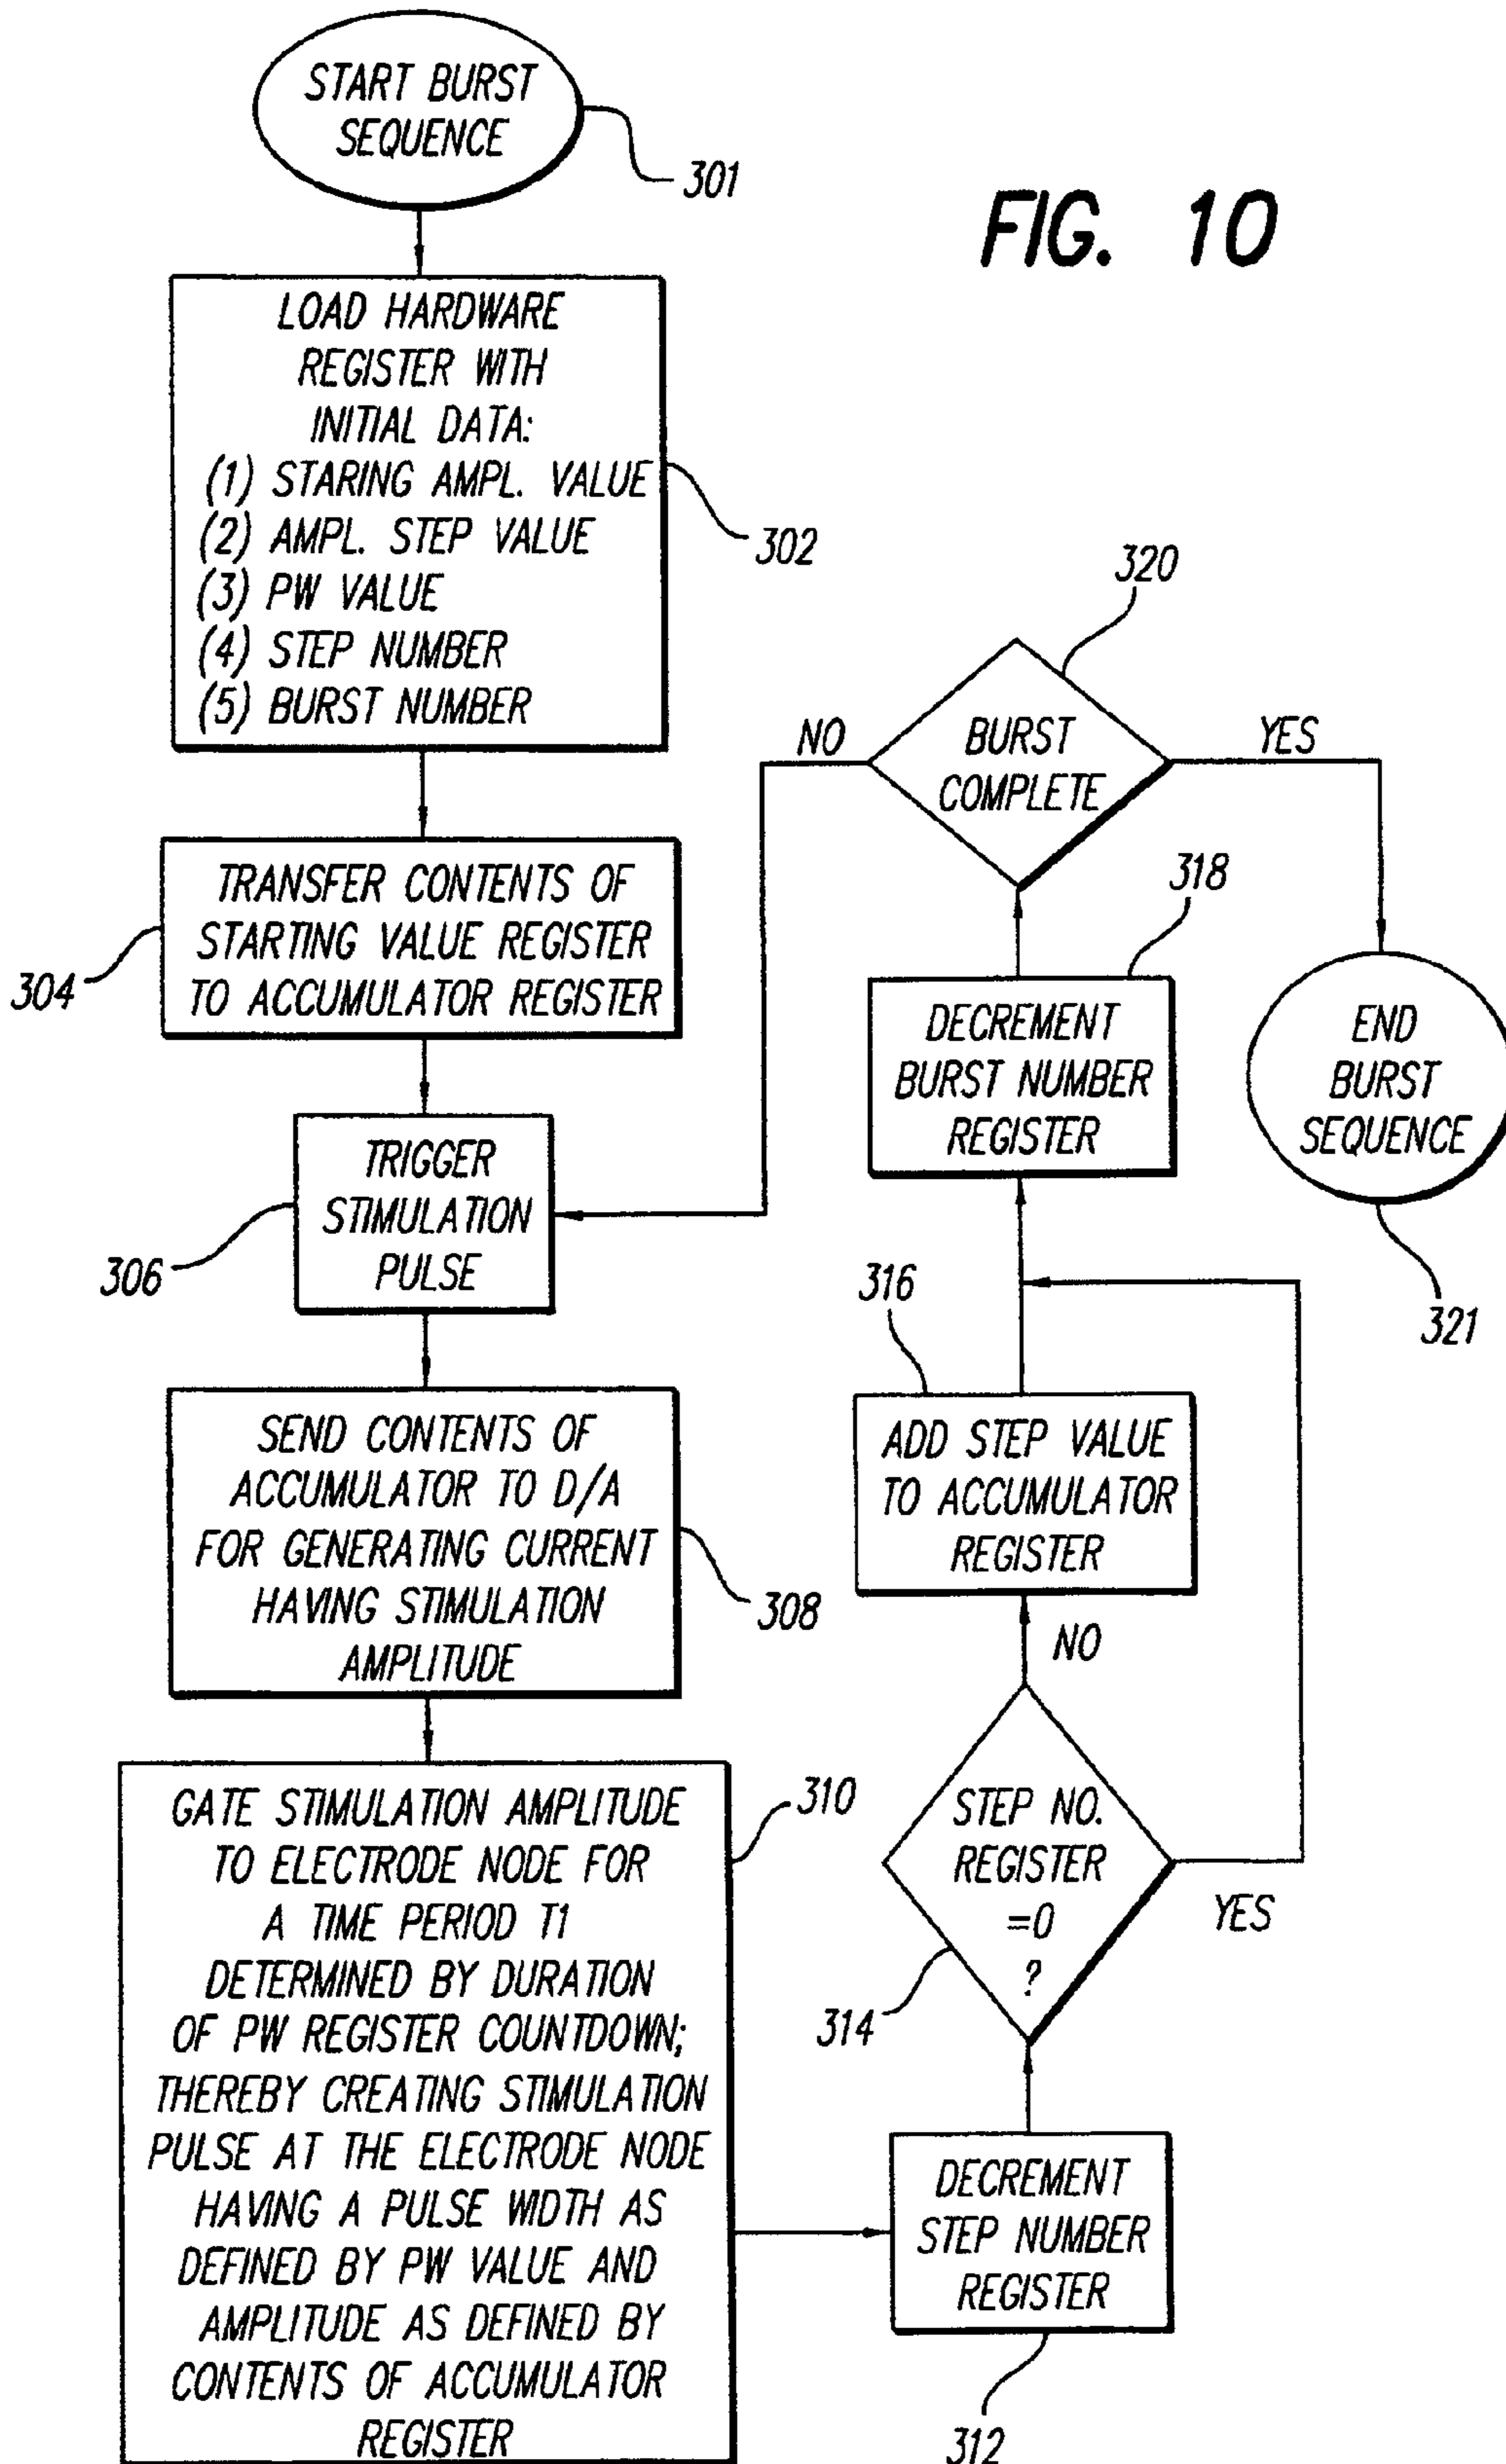 START BURST
SEQUENCE
301
FIG. 10
LOAD HARDWARE
REGISTER WITH
INITIAL DATA:
(1) STARING AMPL. VALUE
(2) AMPL. STEP VALUE
(3) PW VALUE
(4) STEP NUMBER
(5) BURST NUMBER
302
TRANSFER CONTENTS OF
STARTING VALUE REGISTER
TO ACCUMULATOR REGISTER
304
TRIGGER
STIMULATION
PULSE
306
SEND CONTENTS OF
ACCUMULATOR TO D/A
FOR GENERATING CURRENT
HAVING STIMULATION
AMPLITUDE
308
GATE STIMULATION AMPLITUDE
TO ELECTRODE NODE FOR
A TIME PERIOD T1
DETERMINED BY DURATION
OF PW REGISTER COUNTDOWN;
THEREBY CREATING STIMULATION
PULSE AT THE ELECTRODE NODE
HAVING A PULSE WIDTH AS
DEFINED BY PW VALUE AND
AMPLITUDE AS DEFINED BY
CONTENTS OF ACCUMULATOR
REGISTER
310
DECREMENT
STEP NUMBER
REGISTER
312
STEP NO.
REGISTER
=0
?
314
YES
NO
ADD STEP VALUE
TO ACCUMULATOR
REGISTER
316
DECREMENT
BURST NUMBER
REGISTER
318
BURST
COMPLETE
320
NO
YES
END
BURST
SEQUENCE
321